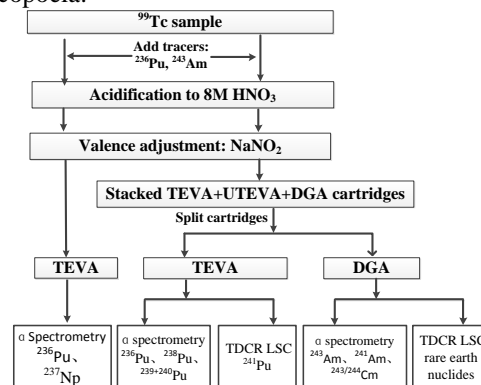 ⁹⁹Tc sample
Add tracers:
²³⁶Pu, ²⁴³Am
Acidification to 8M HNO₃
Valence adjustment: NaNO₂
Stacked TEVA+UTEVA+DGA cartridges
Split cartridges
TEVA
TEVA
DGA
α Spectrometry
²³⁶Pu、
²³⁷Np
α spectrometry
²³⁶Pu、²³⁸Pu、
²³⁹⁺²⁴⁰Pu
TDCR LSC
²⁴¹Pu
α spectrometry
²⁴³Am、²⁴¹Am、
²⁴³/²⁴⁴Cm
TDCR LSC
rare earth
nuclides